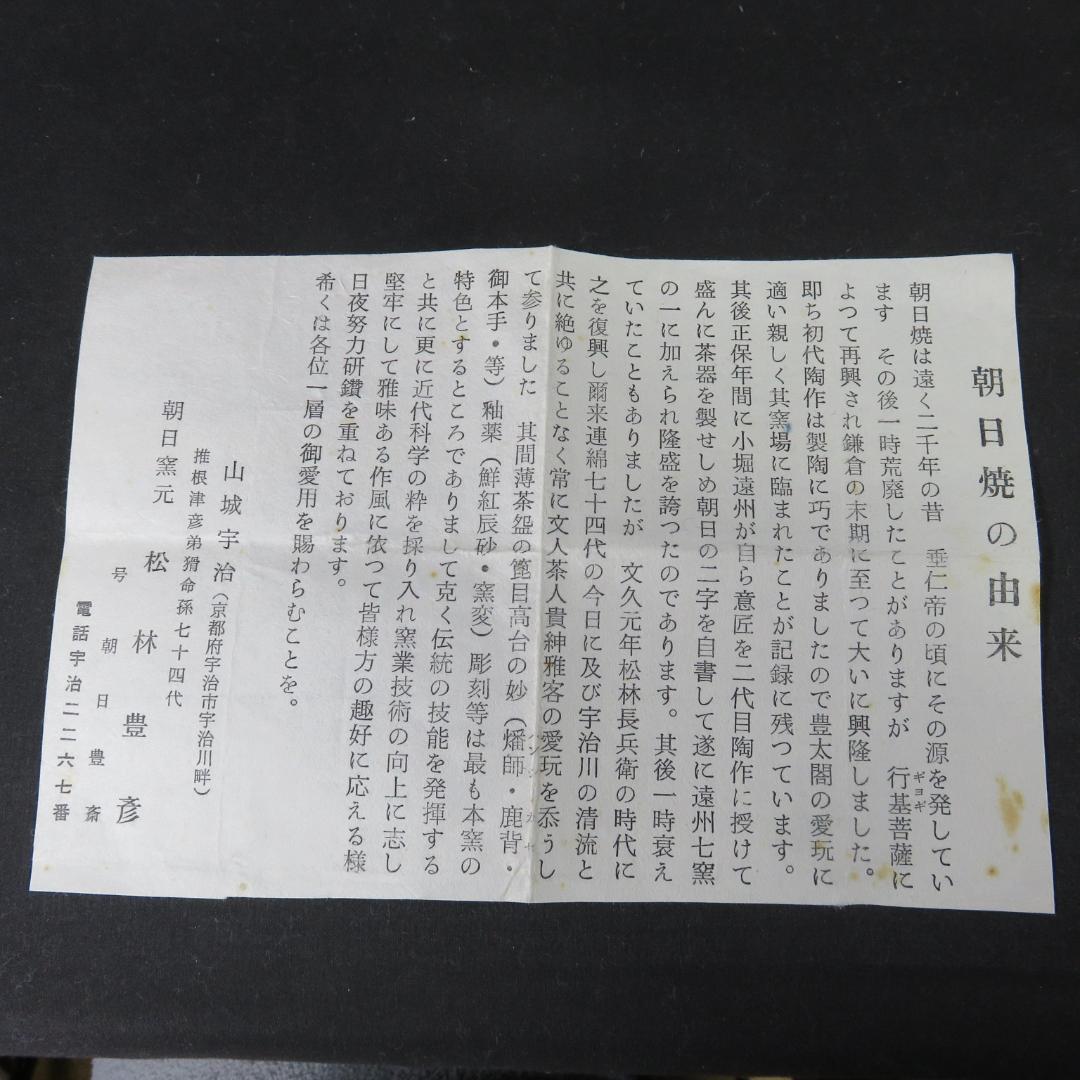 朝日焼の由来
朝日焼は遠く二千年の昔　垂仁帝の頃にその源を発してい
ます　その後一時荒廃したことがありますが　行基菩薩に
ギヨギ
よつて再興され鎌倉の末期に至つて大いに興隆しました。
即ち初代陶作は製陶に巧でありましたので豊太閤の愛玩に
適い親しく其窯場に臨まれたことが記録に残つています。
其後正保年間に小堀遠州が自ら意匠を二代目陶作に授けて
盛んに茶器を製せしめ朝日の二字を自書して遂に遠州七窯
の一に加えられ隆盛を誇つたのであります。其後一時衰え
ていたこともありましたが　文久元年松林長兵衛の時代に
之を復興し爾来連綿七十四代の今日に及び宇治川の清流と
共に絶ゆることなく常に文人茶人貴紳雅客の愛玩を忝うし
て参りました　其間薄茶盌の箆目高台の妙（燔師・鹿背・
ハンシ　カセ
御本手・等）釉薬（鮮紅辰砂・窯変）彫刻等は最も本窯の
特色とするところでありまして克く伝統の技能を発揮する
と共に更に近代科学の粋を採り入れ窯業技術の向上に志し
堅牢にして雅味ある作風に依つて皆様方の趣好に応える様
日夜努力研鑽を重ねております。
希くは各位一層の御愛用を賜わらむことを。
山城宇治（京都府宇治市宇治川畔）
推根津彦弟猾命孫七十四代
朝日窯元　松林豊彦
号　朝日豊斎
電話宇治二二六七番